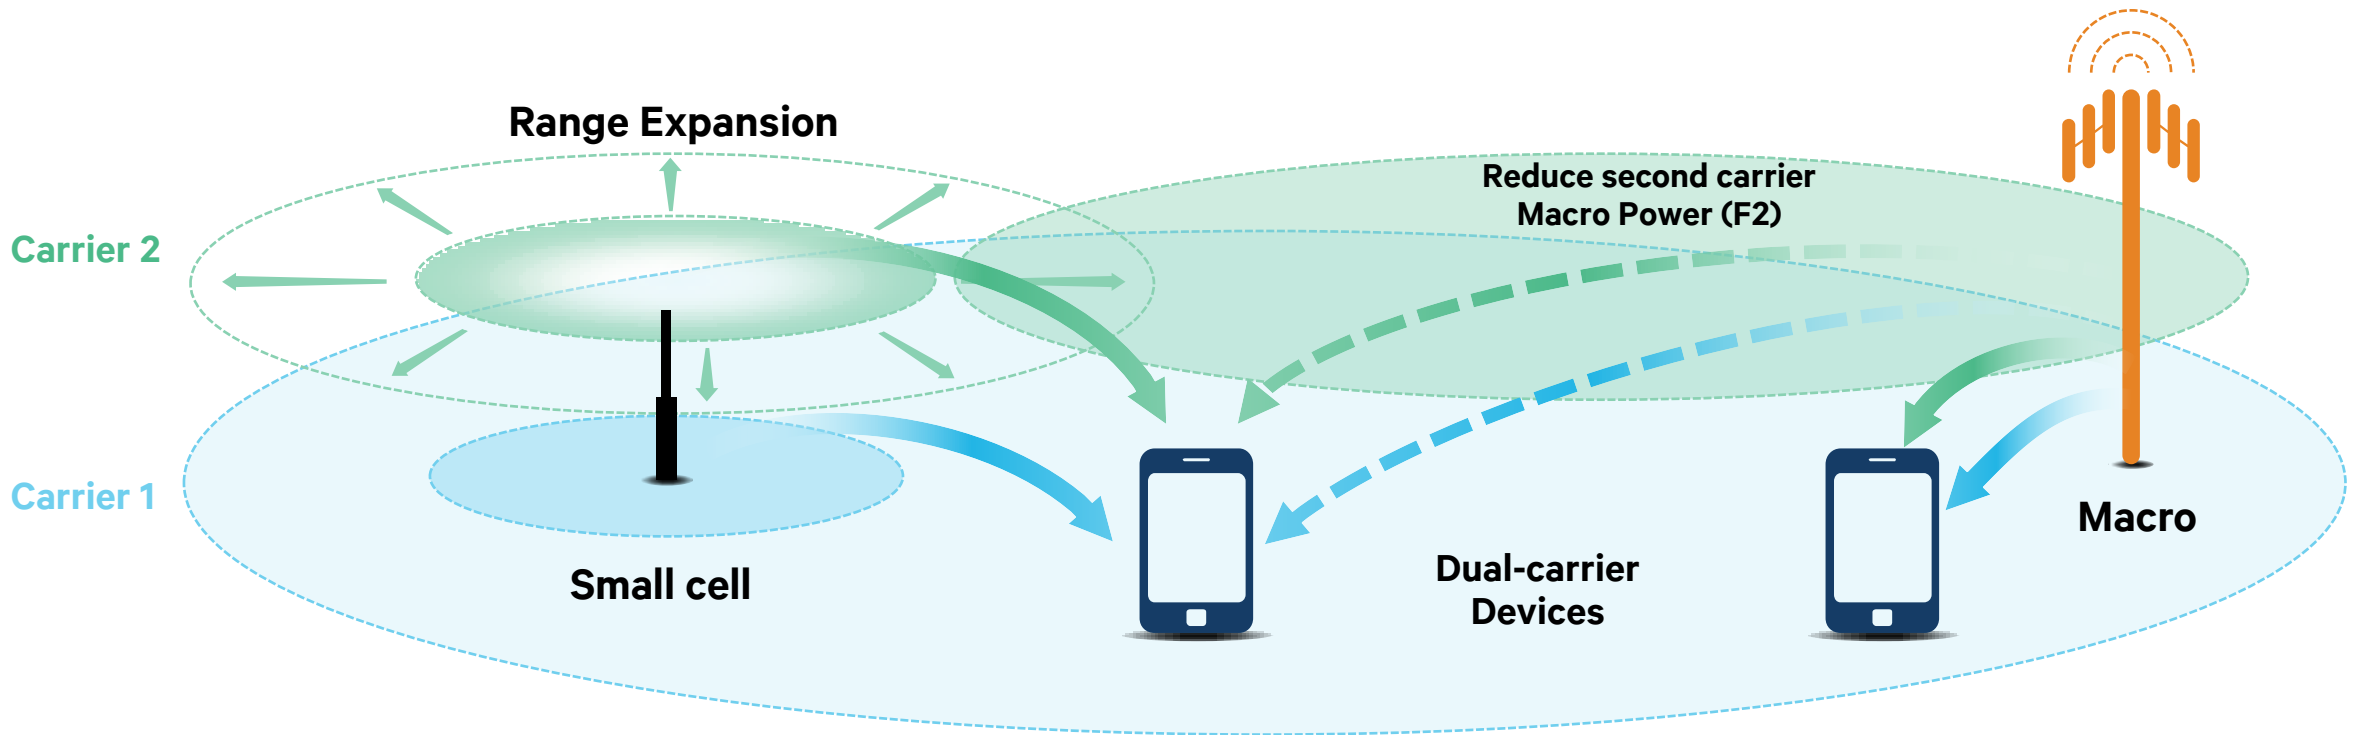 Range Expansion
Reduce second carrier
Macro Power (F2)
Carrier 2
Carrier 1
Small cell
Dual-carrier
Devices
Macro